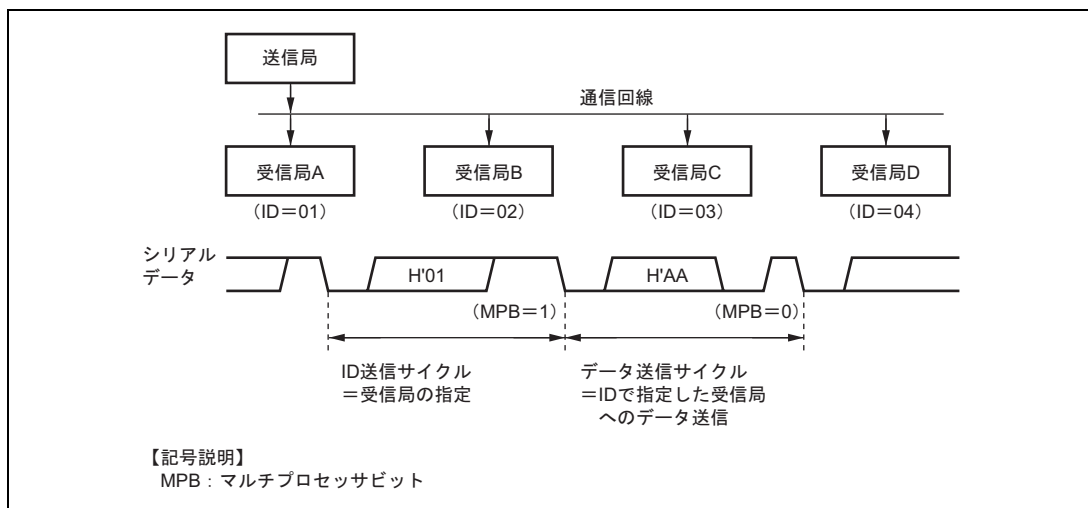 送信局
通信回線
受信局A
受信局B
受信局C
受信局D
（ID＝01）
（ID＝02）
（ID＝03）
（ID＝04）
シリアル
データ
H'01
H'AA
（MPB＝1）
（MPB＝0）
ID送信サイクル
＝受信局の指定
データ送信サイクル
＝IDで指定した受信局
へのデータ送信
【記号説明】
MPB：マルチプロセッサビット